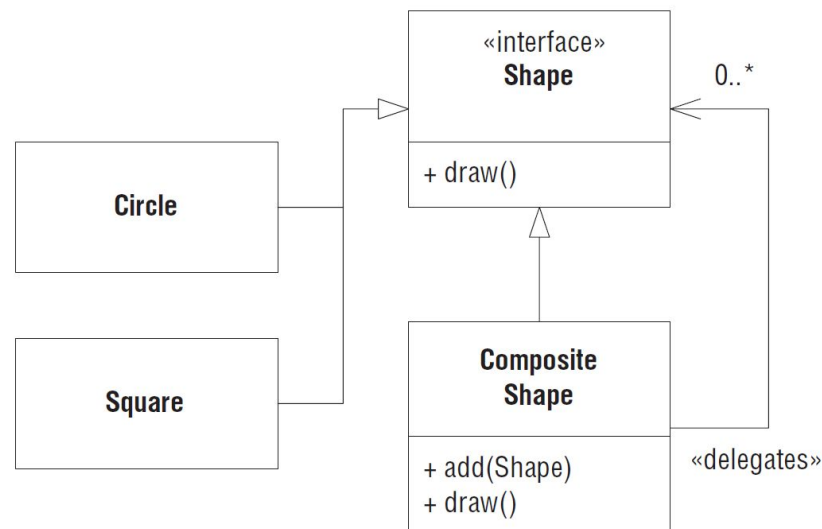 «interface»
Shape
0..*
+ draw()
Circle
Square
Composite
Shape
+ add(Shape)
+ draw()
«delegates»